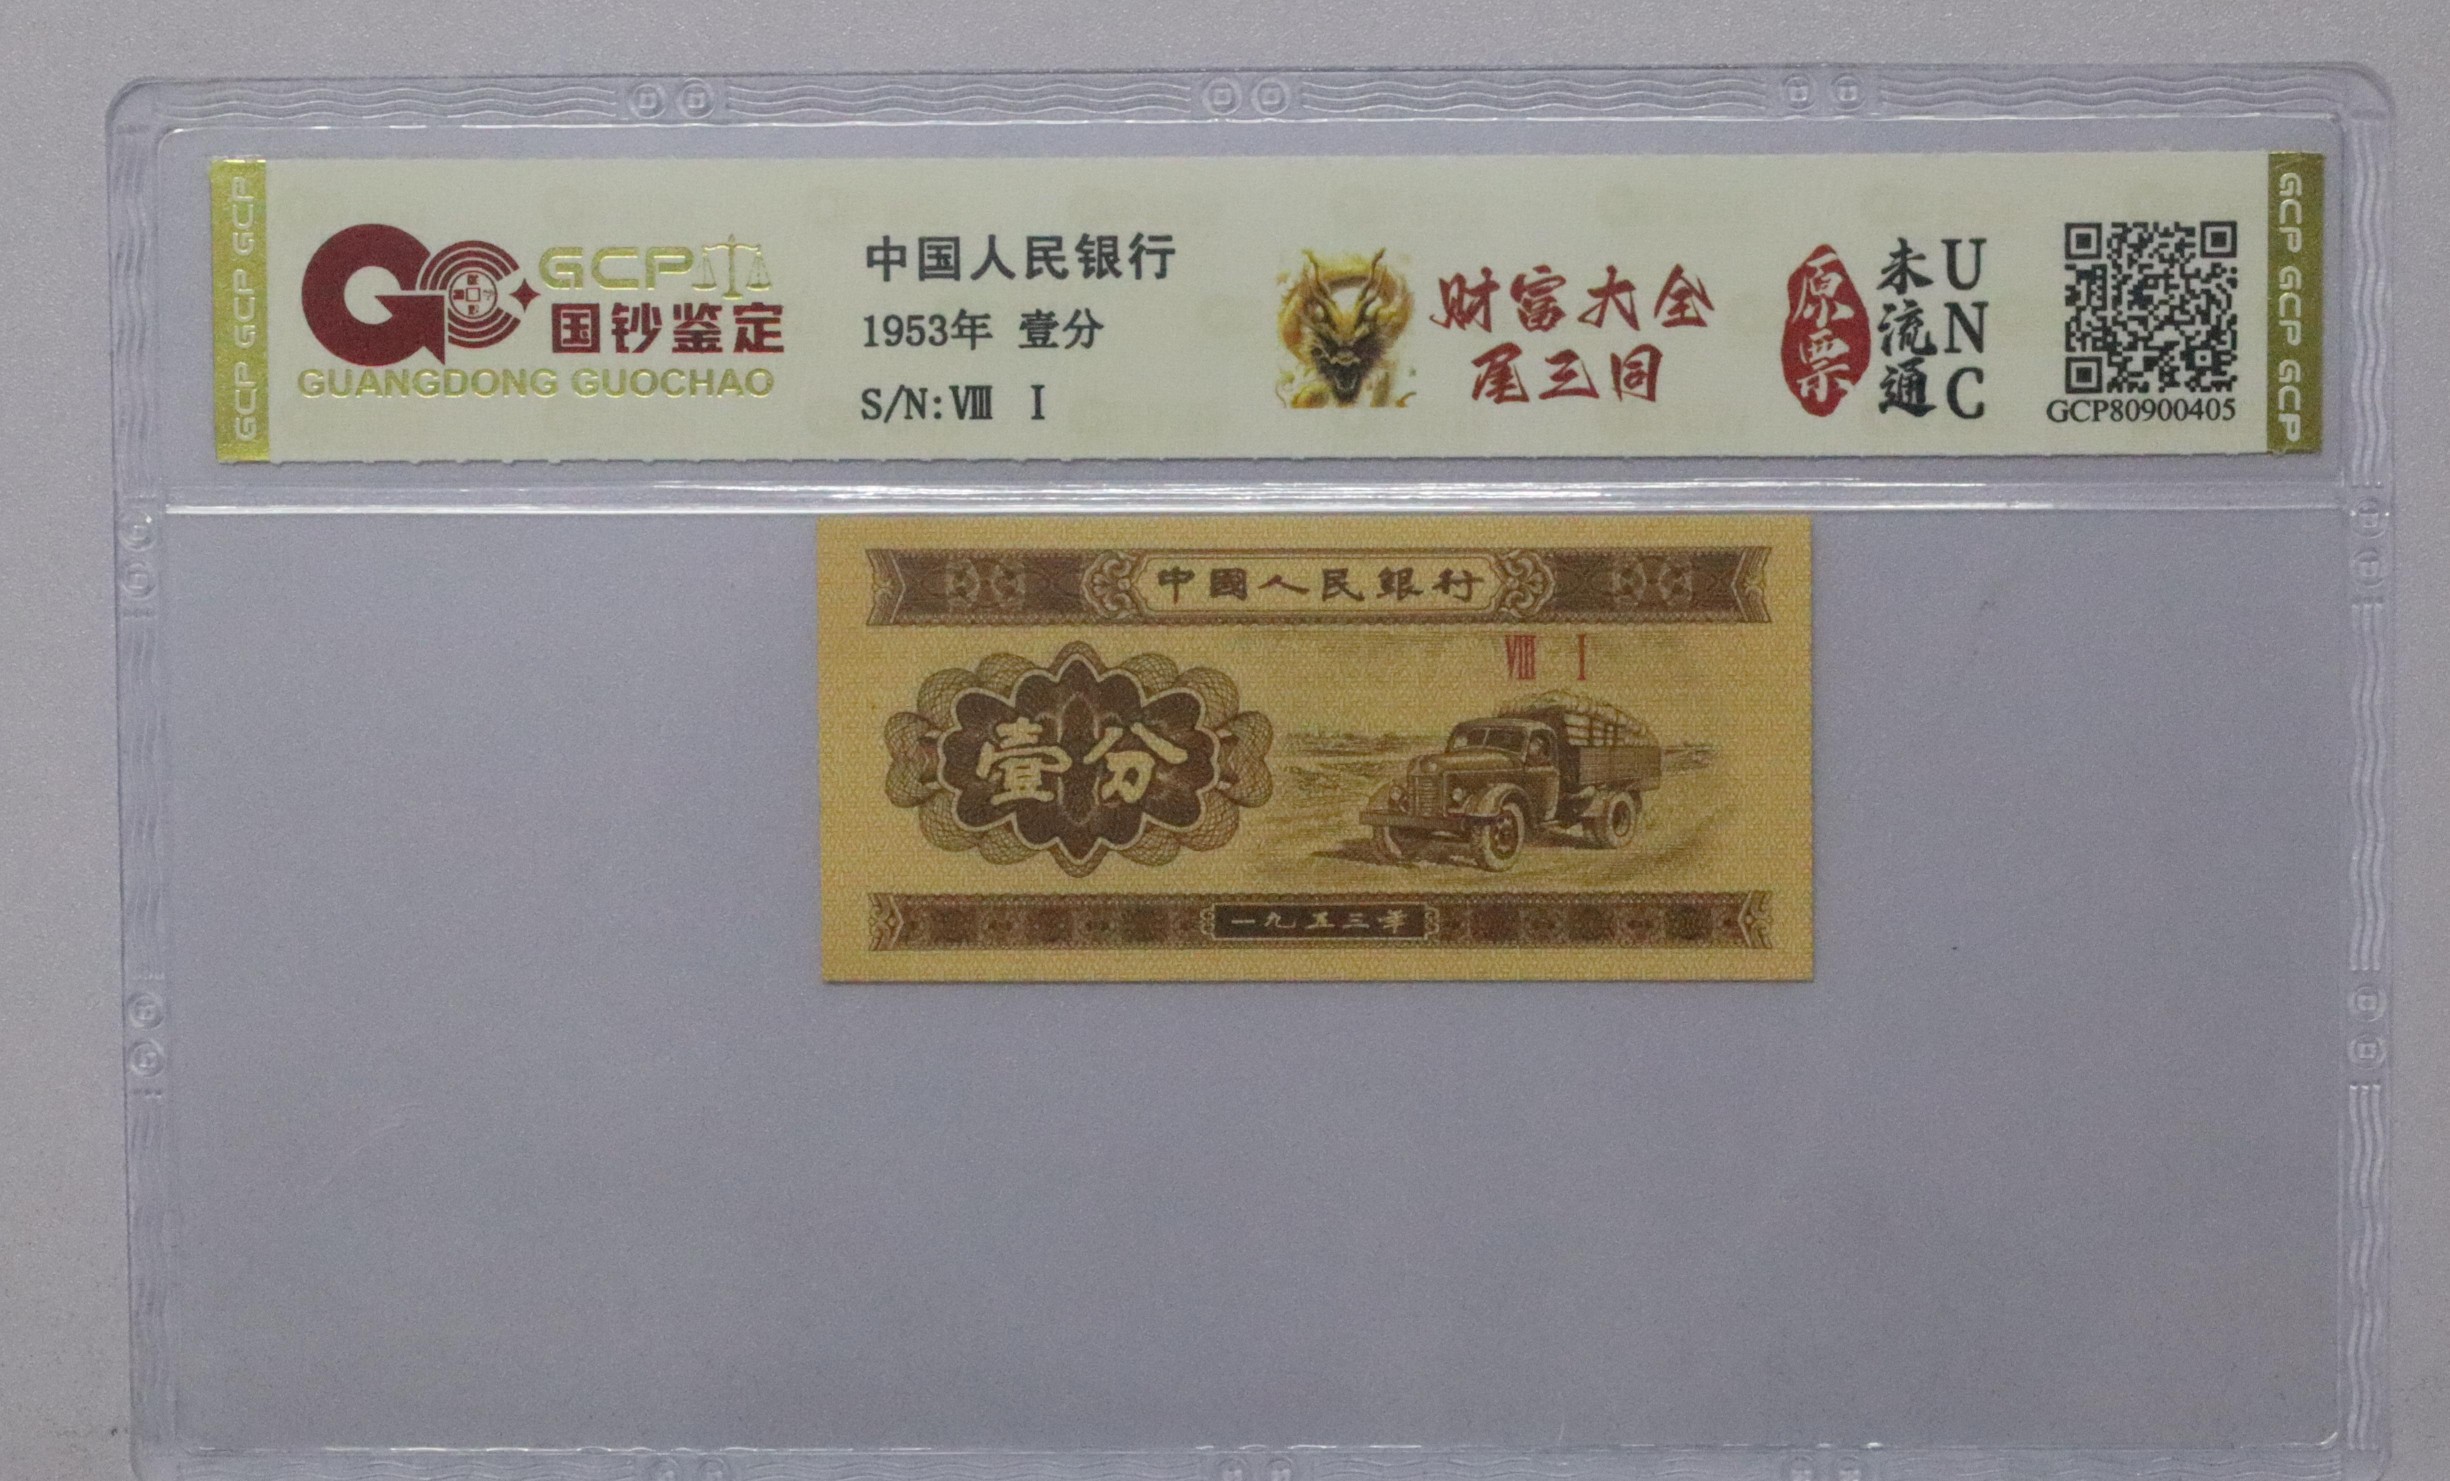 GCP GCP GCP
GCP
国钞鉴定
GUANGDONG GUOCHAO
中国人民银行
1953年 壹分
S/N: Ⅷ Ⅰ
财富大全
尾三同
原票
未流通
UNC
GCP80900405
GCP GCP GCP
中國人民銀行
Ⅷ Ⅰ
壹分
一九五三年